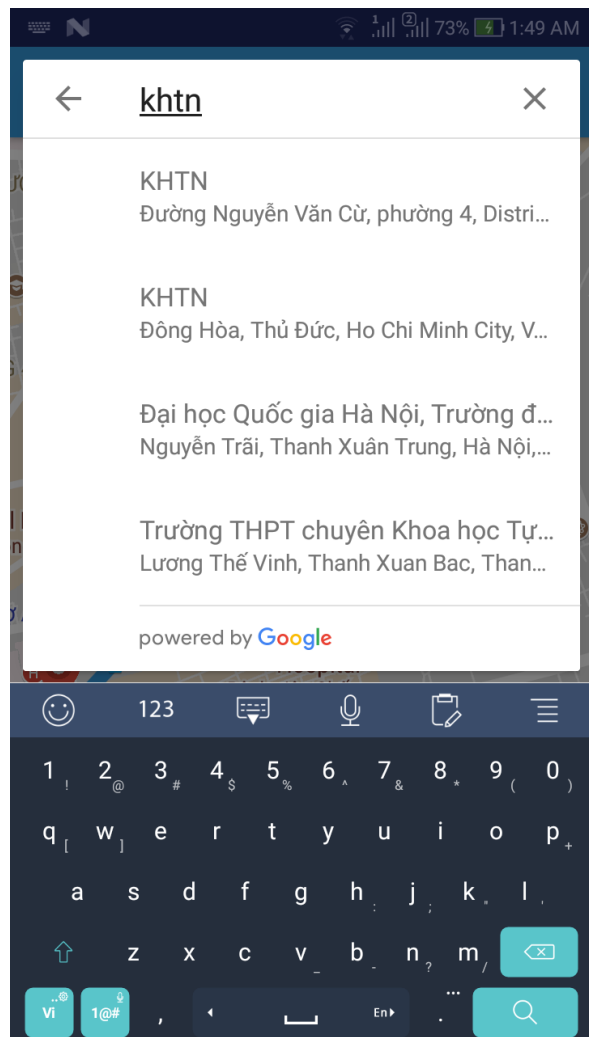 1 2 73% 1:49 AM
khtn
KHTN
Đường Nguyễn Văn Cừ, phường 4, Distri...
KHTN
Đông Hòa, Thủ Đức, Ho Chi Minh City, V...
Đại học Quốc gia Hà Nội, Trường đ...
Nguyễn Trãi, Thanh Xuân Trung, Hà Nội,...
Trường THPT chuyên Khoa học Tự...
Lương Thế Vinh, Thanh Xuan Bac, Than...
powered by Google
123
1 ! 2 @ 3 # 4 $ 5 % 6 ^ 7 & 8 * 9 ( 0 )
q [ w ] e r t y u i o p +
a s d f g h : j ; k " l '
z x c v _ b - n ? m /
Vi 1@# , En . ...